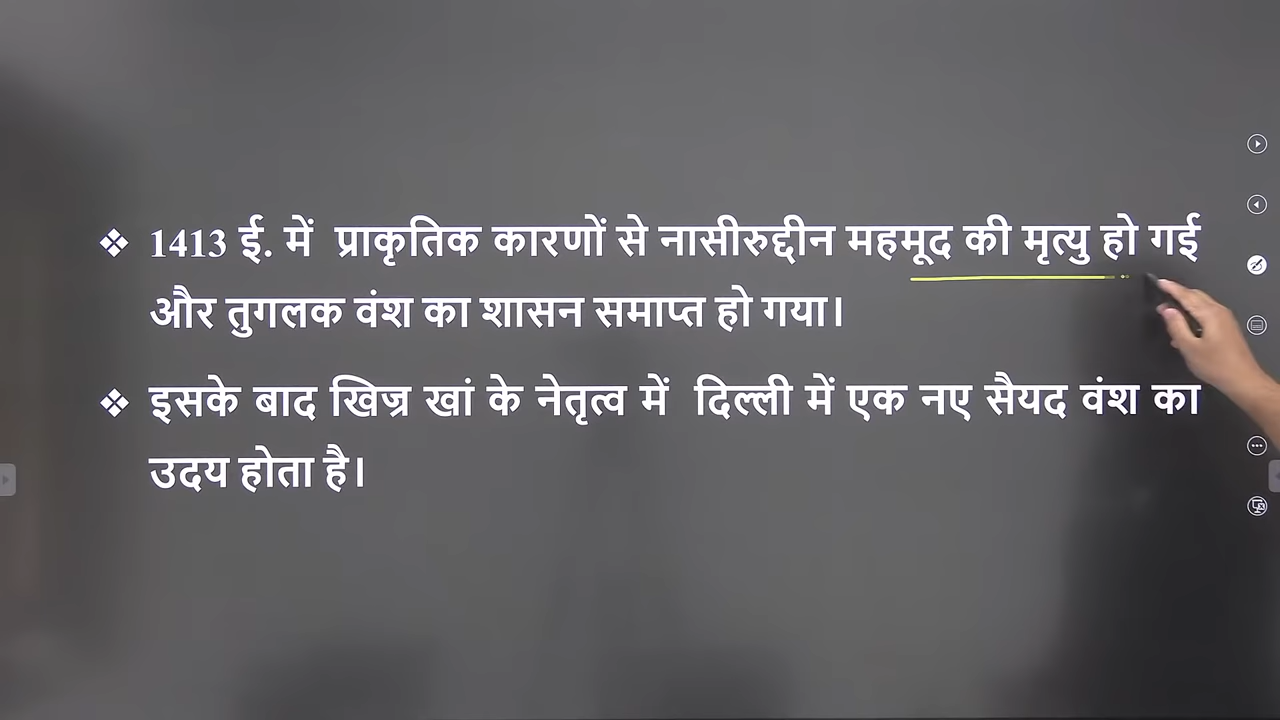 ❖ 1413 ई. में प्राकृतिक कारणों से नासीरुद्दीन महमूद की मृत्यु हो गई
और तुगलक वंश का शासन समाप्त हो गया।
❖ इसके बाद खिज्र खां के नेतृत्व में दिल्ली में एक नए सैयद वंश का
उदय होता है।